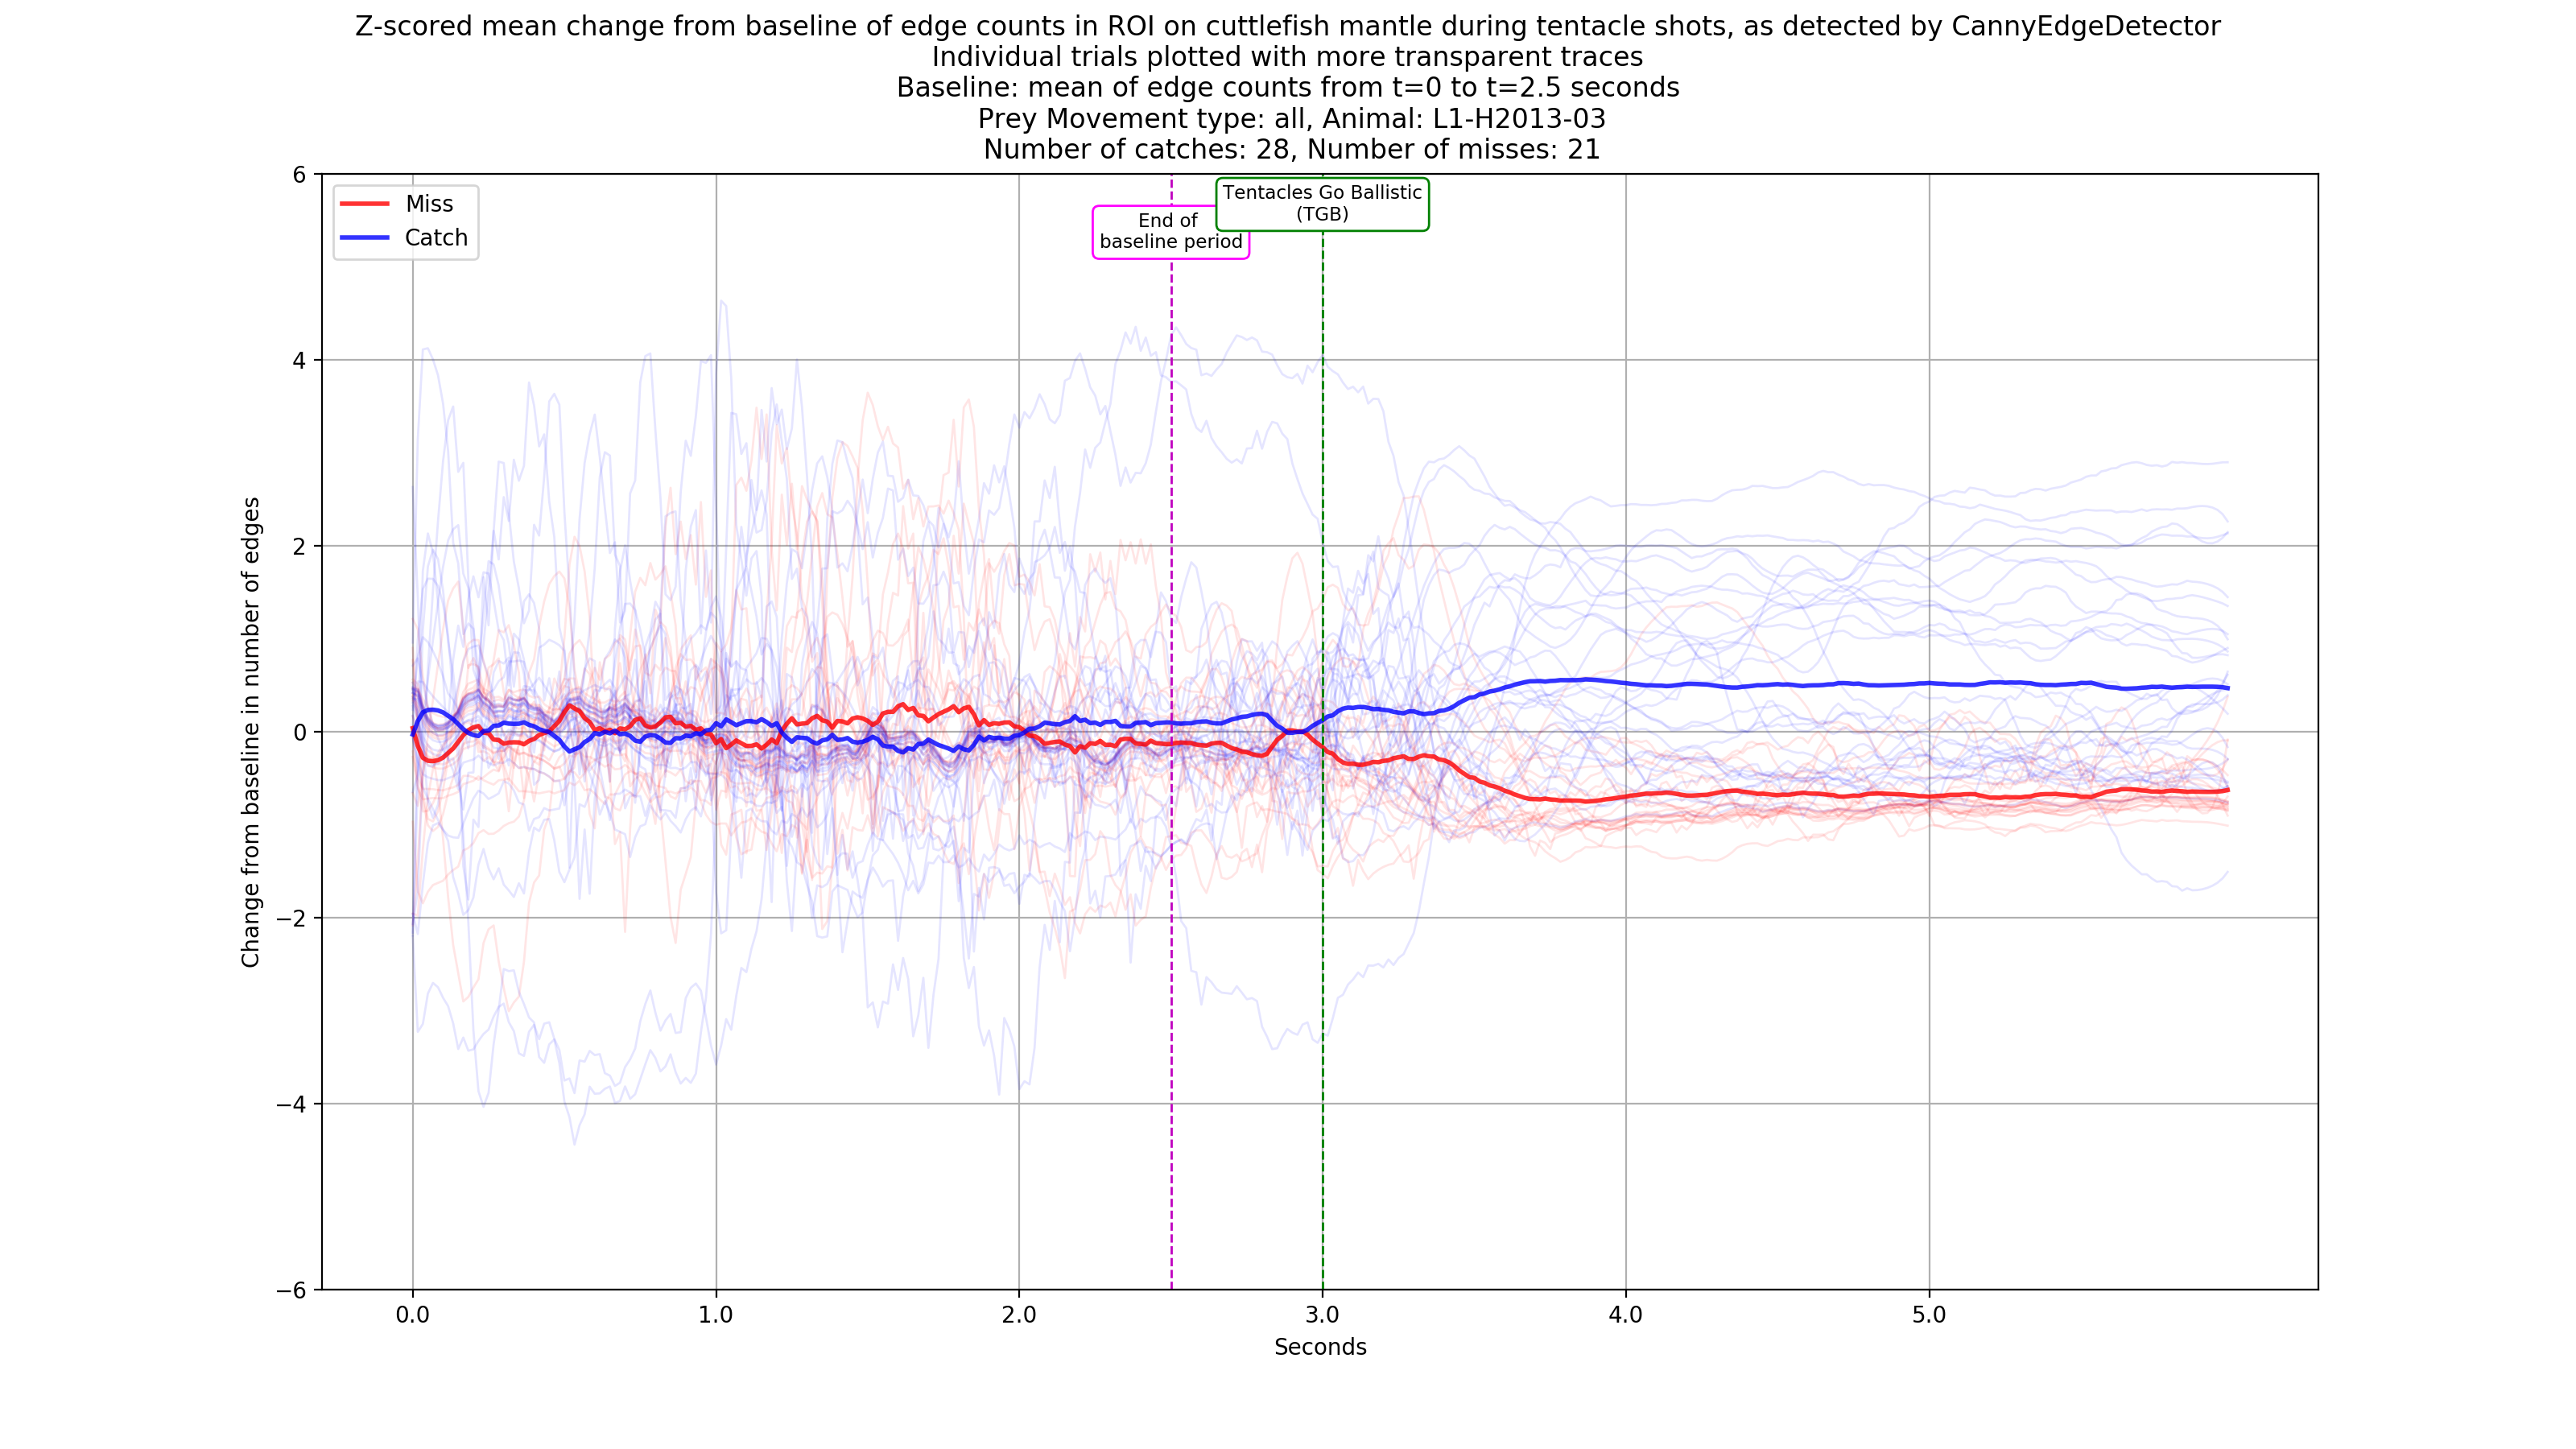 Z-scored mean change from baseline of edge counts in ROI on cuttlefish mantle during tentacle shots, as detected by CannyEdgeDetector
Individual trials plotted with more transparent traces
Baseline: mean of edge counts from t=0 to t=2.5 seconds
Prey Movement type: all, Animal: L1-H2013-03
Number of catches: 28, Number of misses: 21
Miss
Catch
Tentacles Go Ballistic
(TGB)
End of
baseline period
Change from baseline in number of edges
6
4
2
0
−2
−4
−6
0.0
1.0
2.0
3.0
4.0
5.0
Seconds